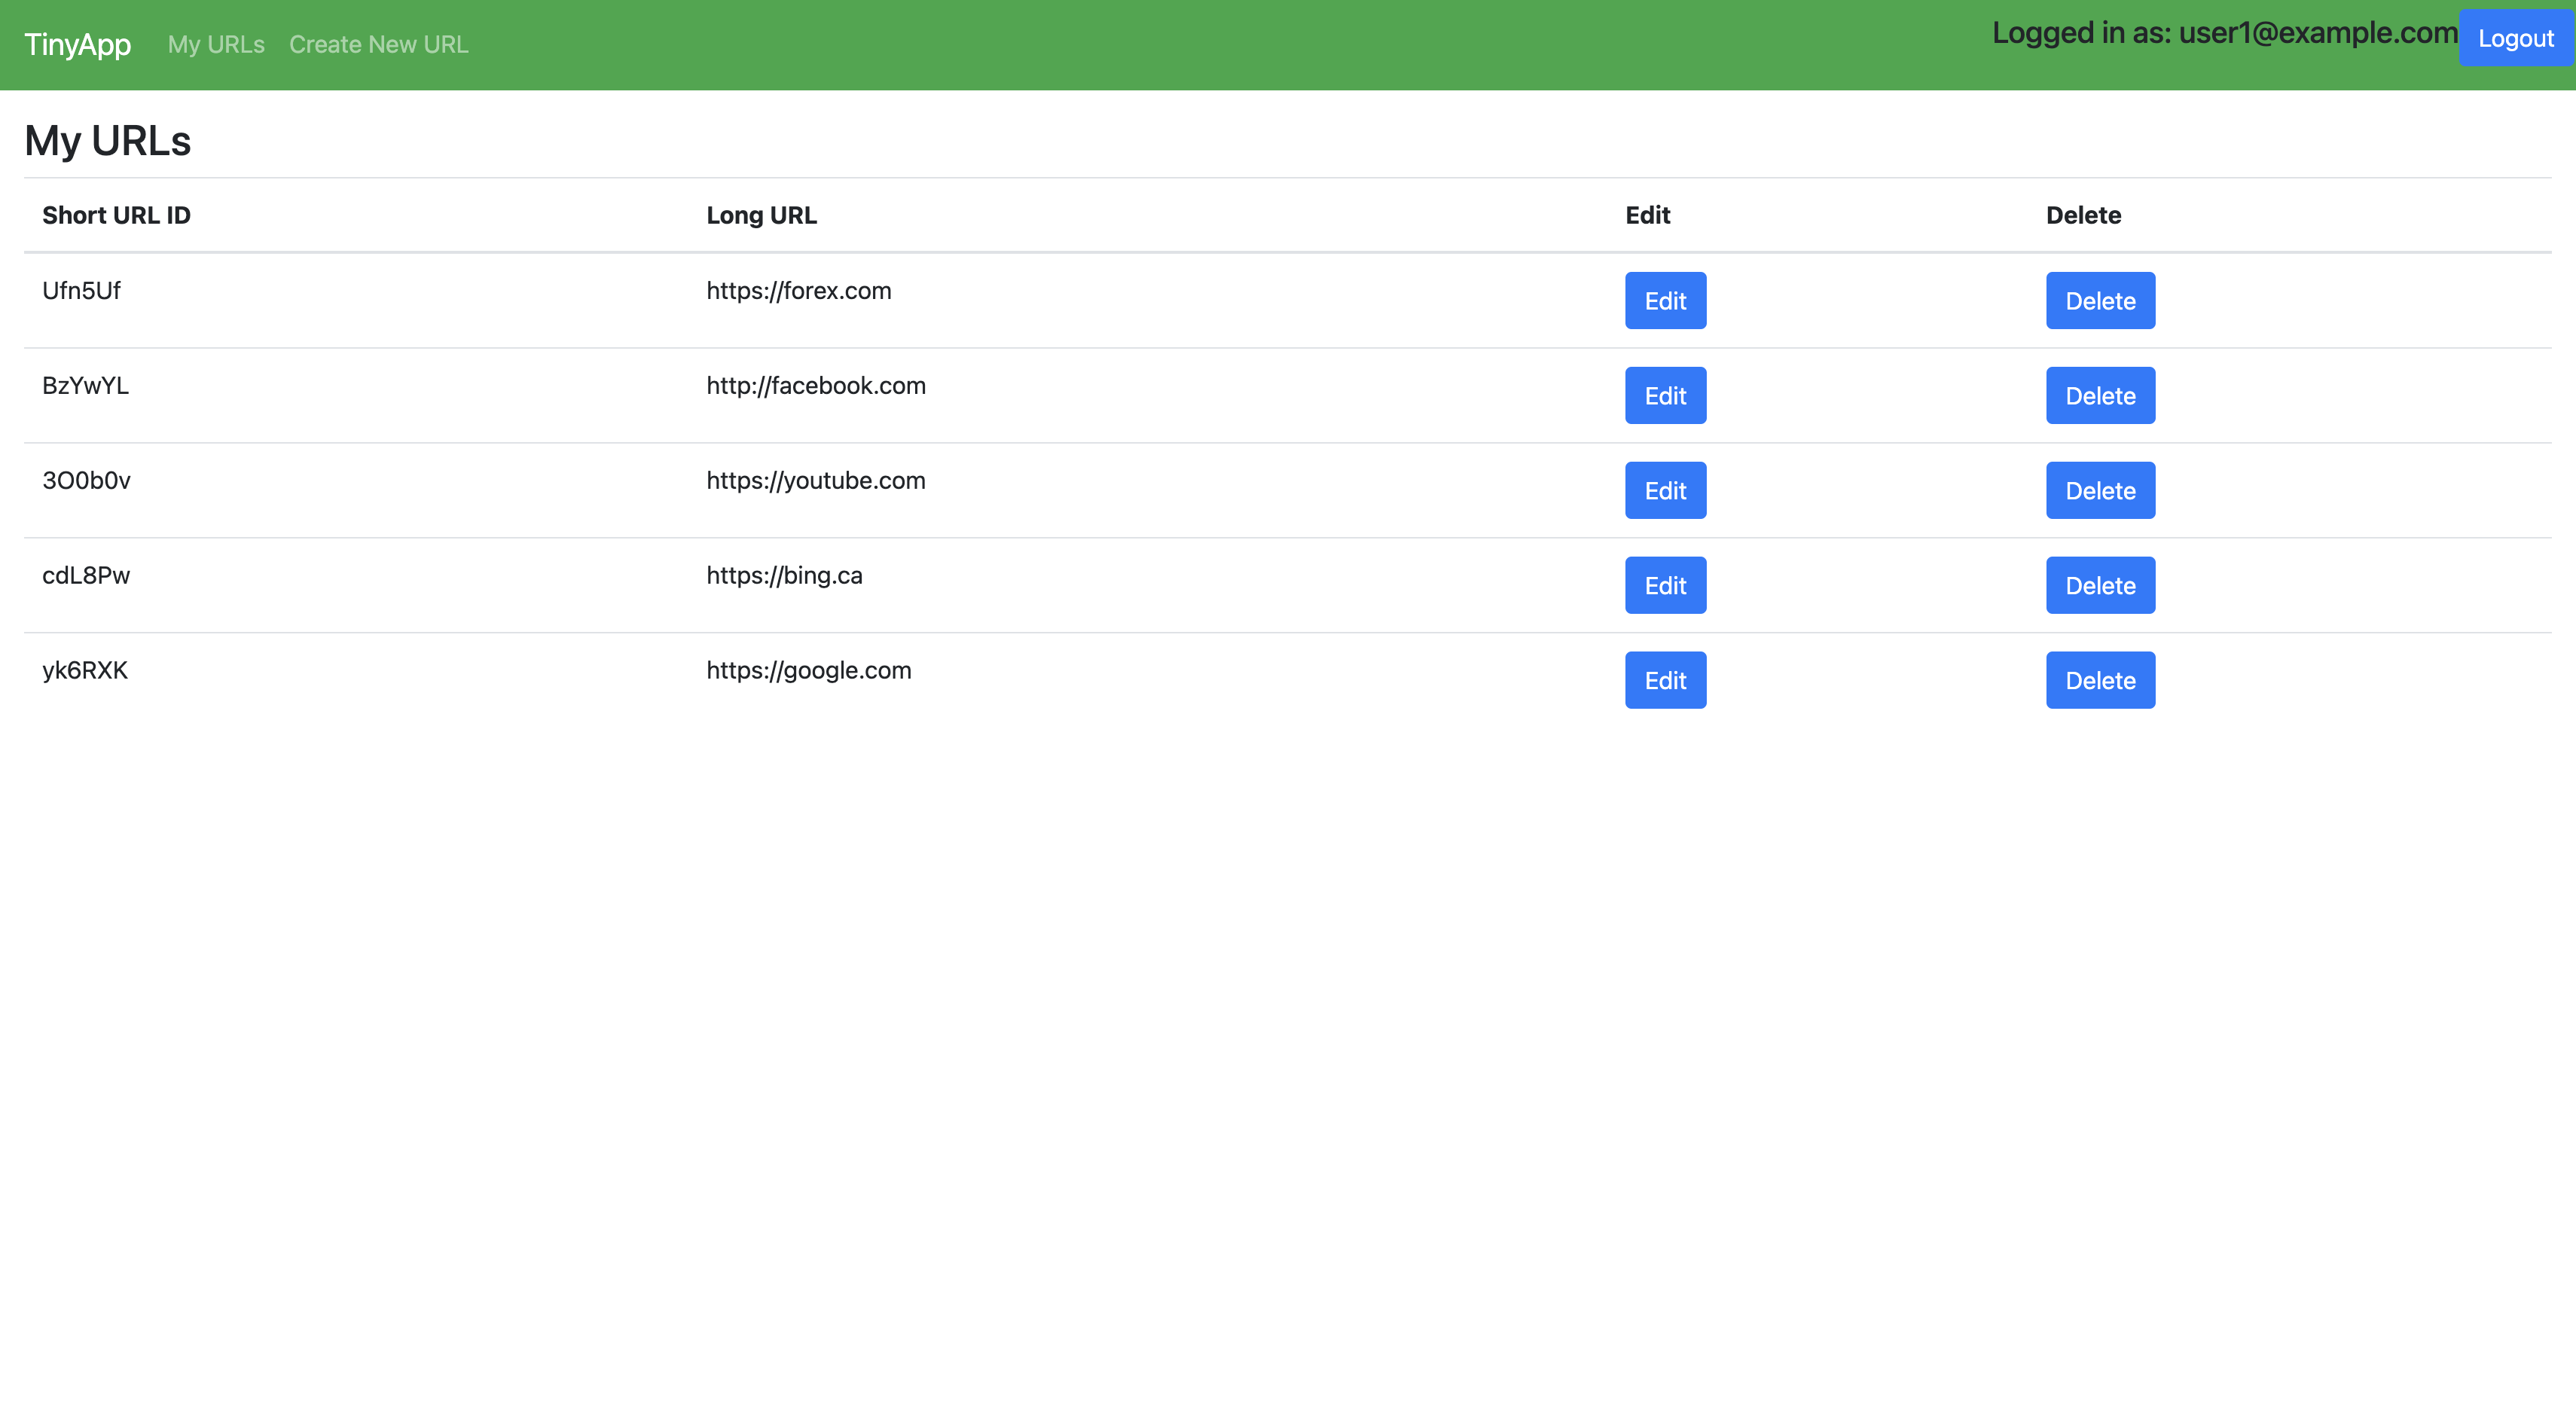 TinyApp My URLs Create New URL Logged in as: user1@example.com Logout
My URLs
Short URL ID Long URL Edit Delete
Ufn5Uf https://forex.com Edit Delete
BzYwYL http://facebook.com Edit Delete
3O0b0v https://youtube.com Edit Delete
cdL8Pw https://bing.ca Edit Delete
yk6RXK https://google.com Edit Delete